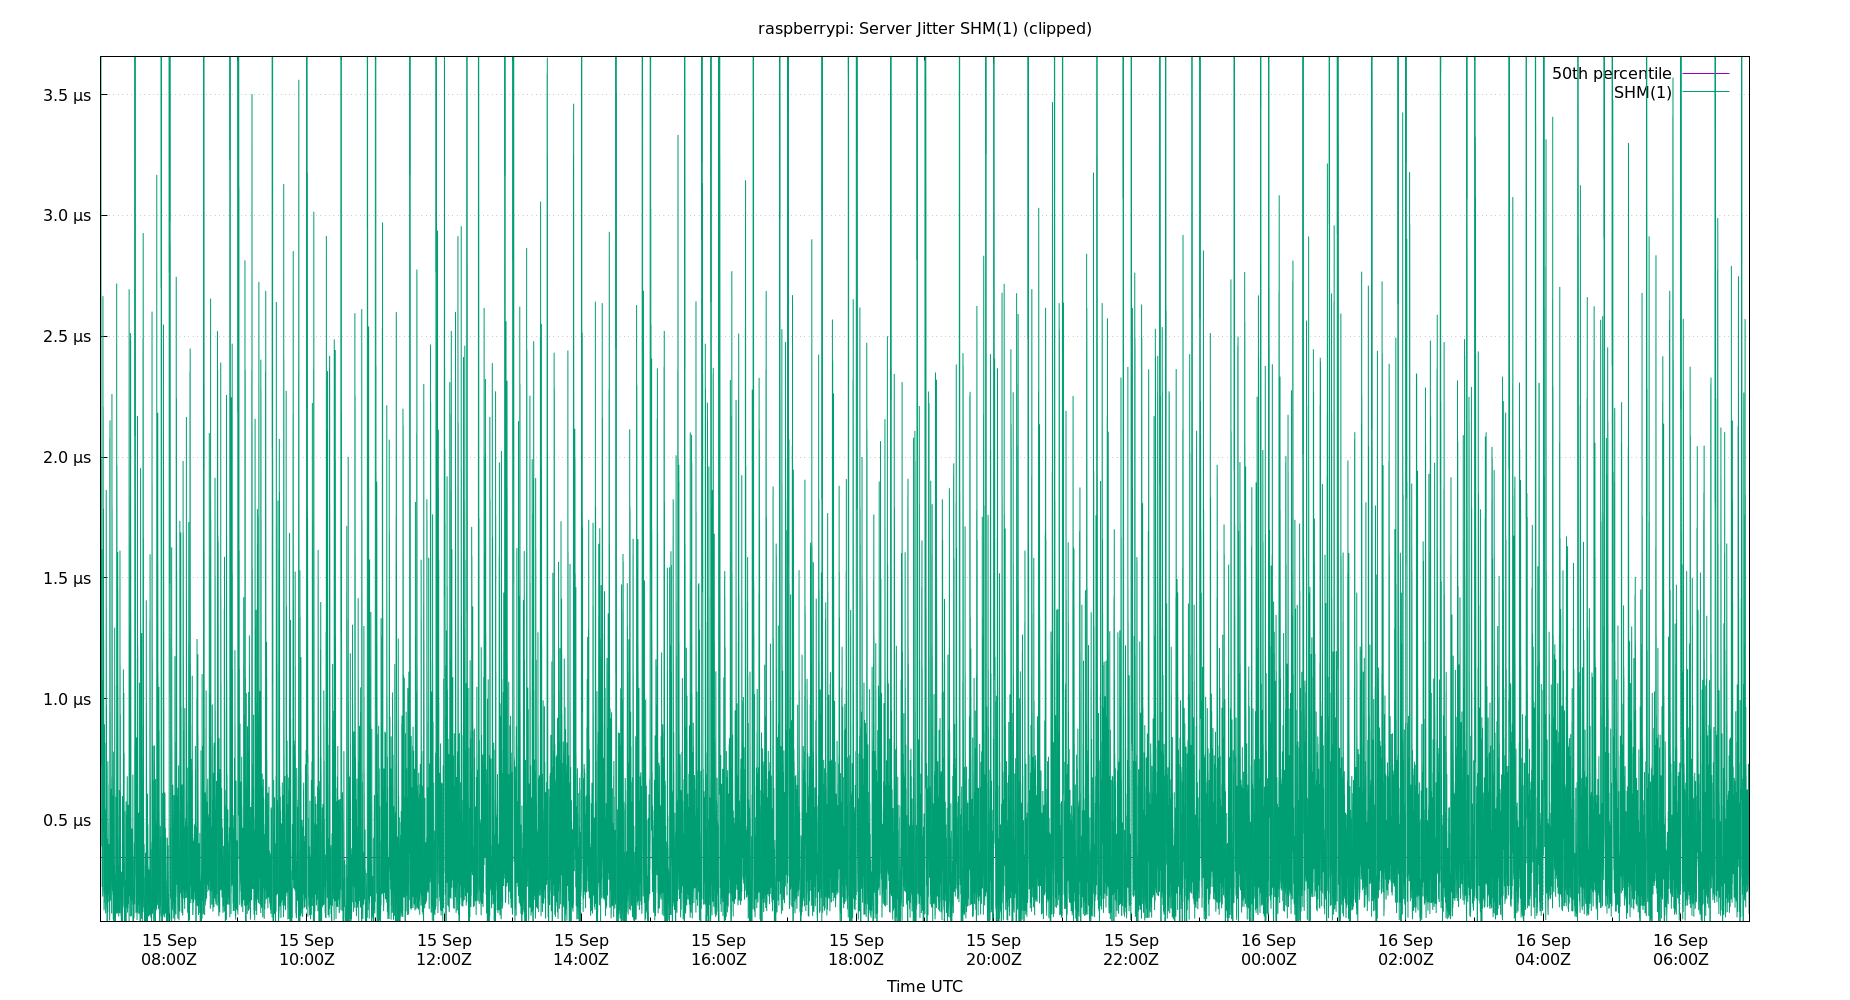 raspberrypi: Server Jitter SHM(1) (clipped)
50th percentile
SHM(1)
3.5 µs
3.0 µs
2.5 µs
2.0 µs
1.5 µs
1.0 µs
0.5 µs
15 Sep 15 Sep 15 Sep 15 Sep 15 Sep 15 Sep 15 Sep 15 Sep 16 Sep 16 Sep 16 Sep 16 Sep
08:00Z 10:00Z 12:00Z 14:00Z 16:00Z 18:00Z 20:00Z 22:00Z 00:00Z 02:00Z 04:00Z 06:00Z
Time UTC